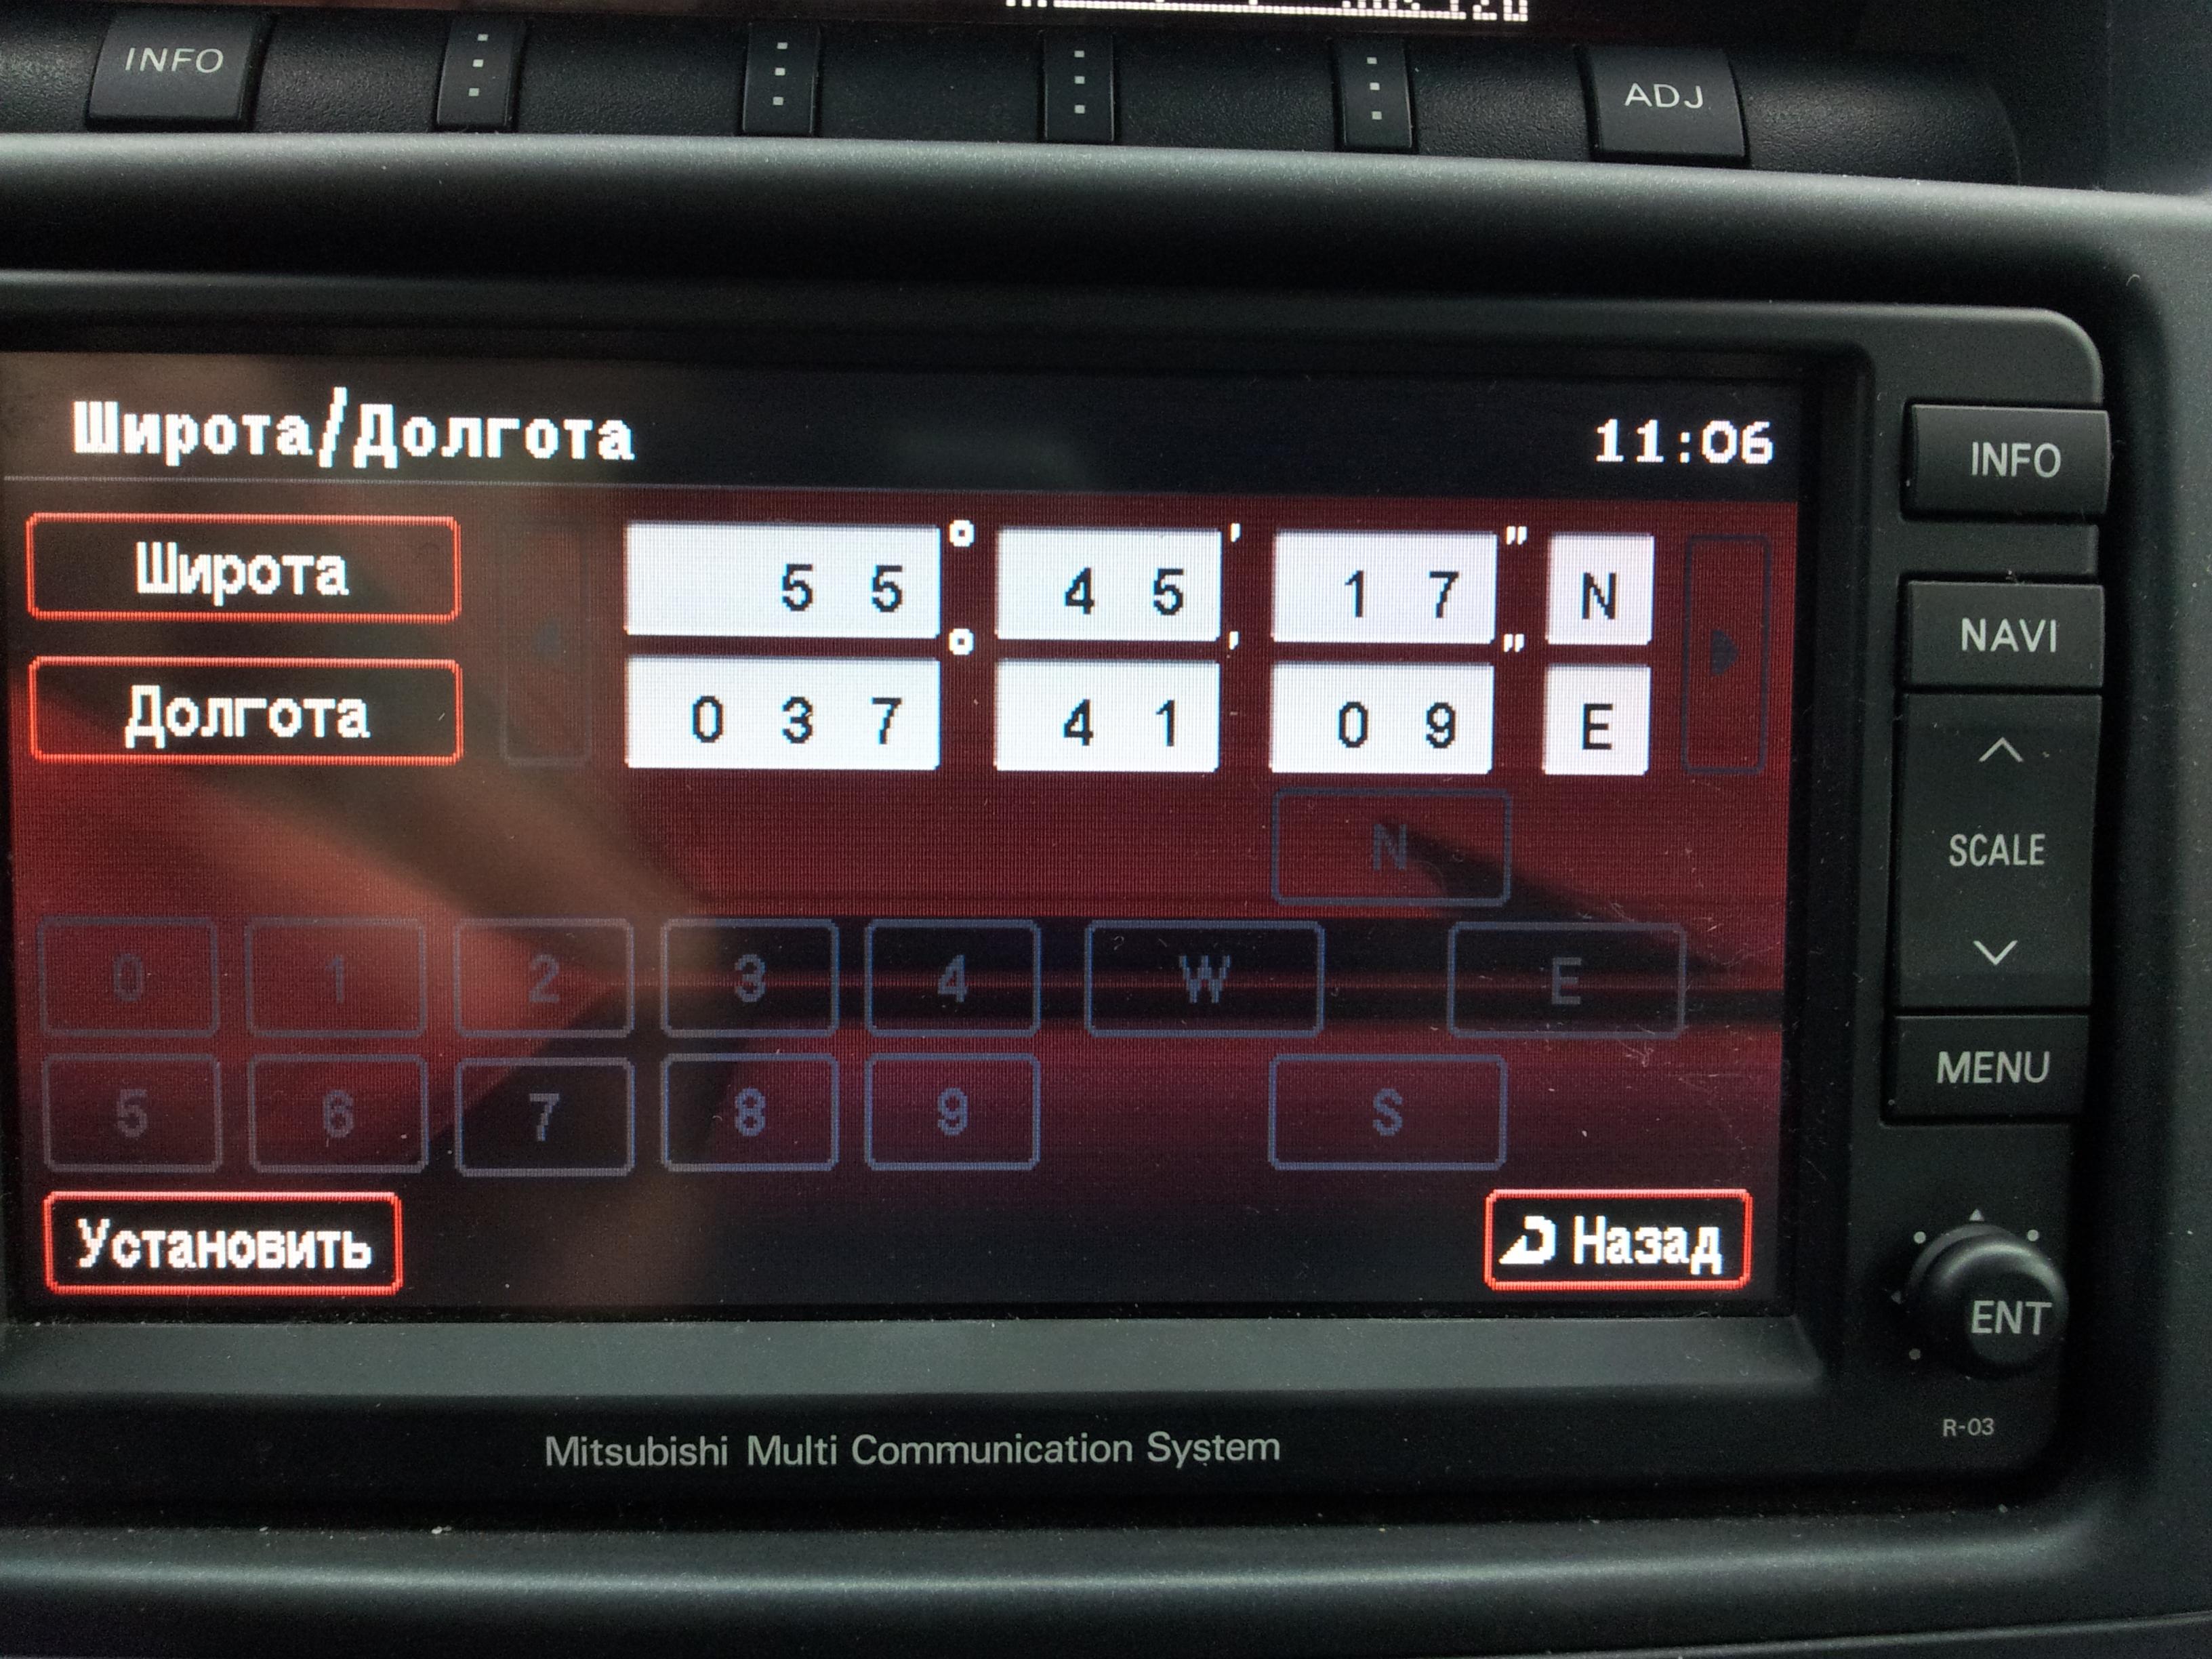 INFO
ADJ
Широта/Долгота 11:06
INFO
Широта 55° 45' 17" N
NAVI
Долгота 037° 41' 09" E
N
SCALE
0 1 2 3 4 W E
MENU
5 6 7 8 9 S
Установить Назад
ENT
R-03
Mitsubishi Multi Communication System